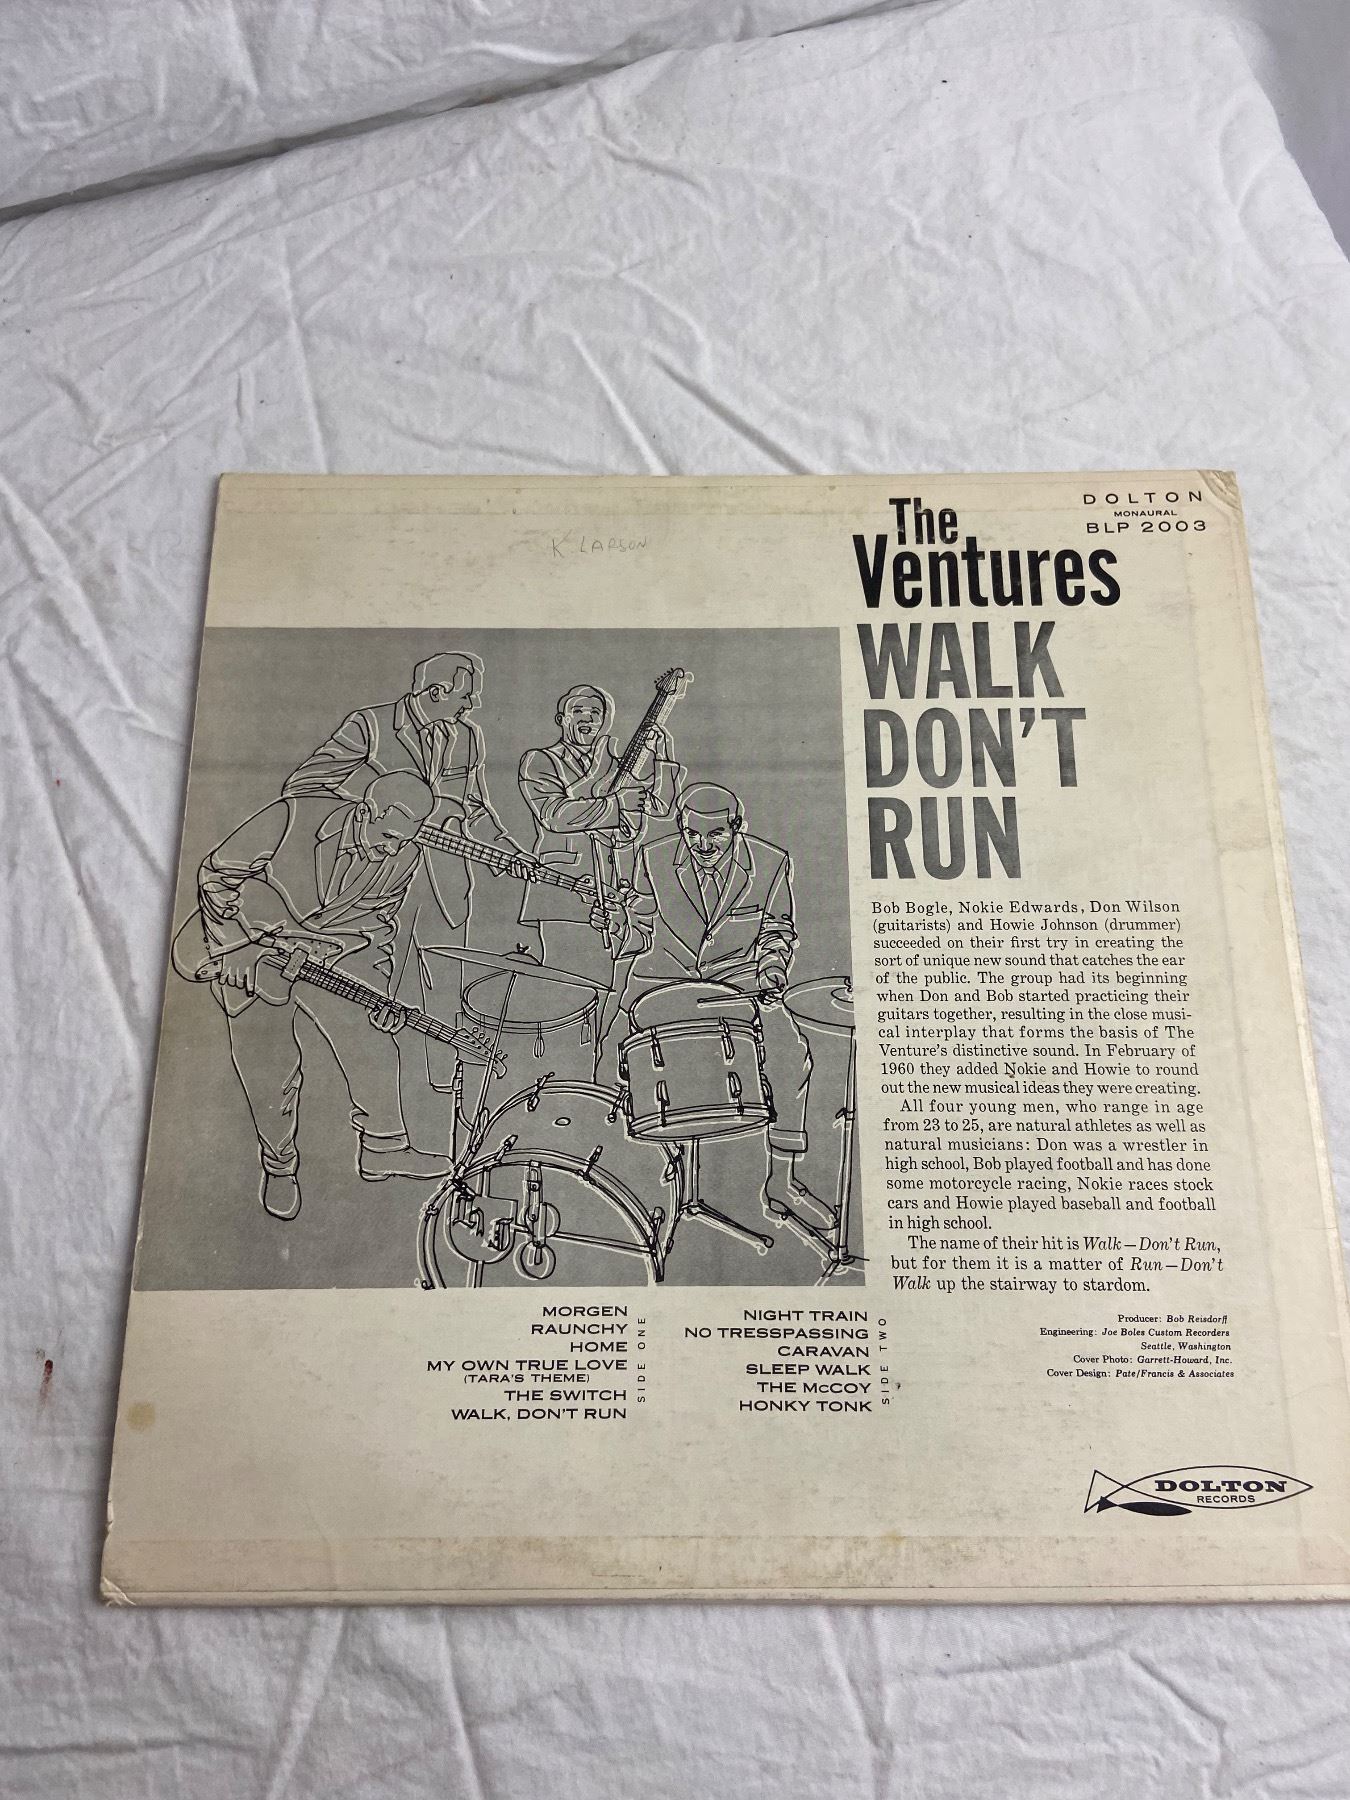 K. LARSON
DOLTON
MONAURAL
BLP 2003
The
Ventures
WALK
DON'T
RUN
Bob Bogle, Nokie Edwards, Don Wilson
(guitarists) and Howie Johnson (drummer)
succeeded on their first try in creating the
sort of unique new sound that catches the ear
of the public. The group had its beginning
when Don and Bob started practicing their
guitars together, resulting in the close musi-
cal interplay that forms the basis of The
Venture's distinctive sound. In February of
1960 they added Nokie and Howie to round
out the new musical ideas they were creating.
All four young men, who range in age
from 23 to 25, are natural athletes as well as
natural musicians: Don was a wrestler in
high school, Bob played football and has done
some motorcycle racing, Nokie races stock
cars and Howie played baseball and football
in high school.
The name of their hit is Walk—Don't Run,
but for them it is a matter of Run—Don't
Walk up the stairway to stardom.
MORGEN
RAUNCHY
HOME
MY OWN TRUE LOVE
(TARA'S THEME)
THE SWITCH
WALK, DON'T RUN
SIDE ONE
NIGHT TRAIN
NO TRESSPASSING
CARAVAN
SLEEP WALK
THE McCOY
HONKY TONK
SIDE TWO
Producer: Bob Reisdorff
Engineering: Joe Boles Custom Recorders
Seattle, Washington
Cover Photo: Garrett-Howard, Inc.
Cover Design: Pate/Francis & Associates
DOLTON
RECORDS